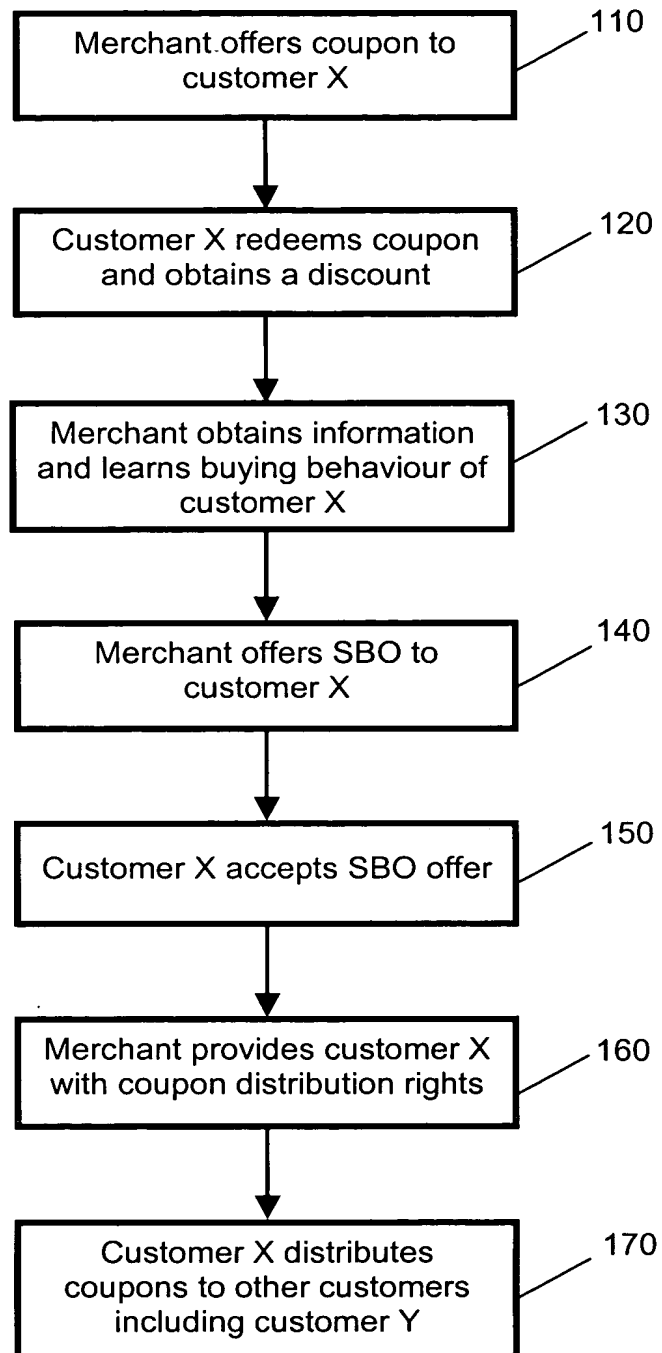 Merchant offers coupon to
customer X
110
Customer X redeems coupon
and obtains a discount
120
Merchant obtains information
and learns buying behaviour of
customer X
130
Merchant offers SBO to
customer X
140
Customer X accepts SBO offer
150
Merchant provides customer X
with coupon distribution rights
160
Customer X distributes
coupons to other customers
including customer Y
170